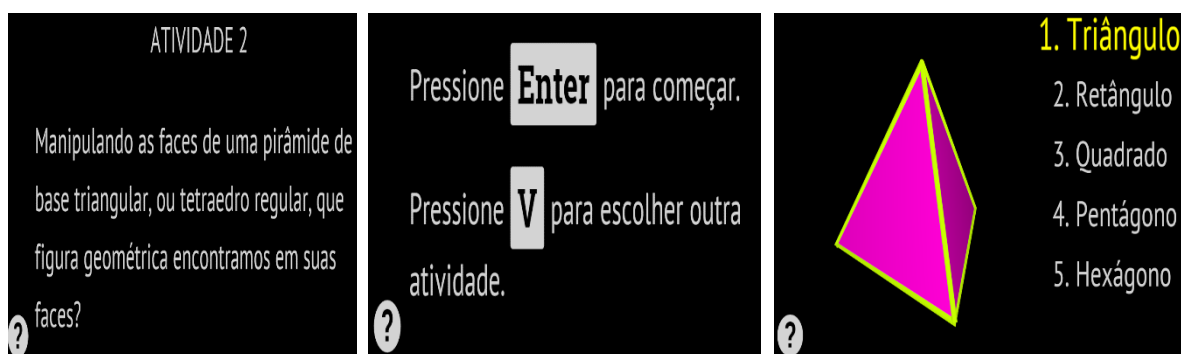 ATIVIDADE 2
Manipulando as faces de uma pirâmide de
base triangular, ou tetraedro regular, que
figura geométrica encontramos em suas
faces?
?
Pressione Enter para começar.
Pressione V para escolher outra
atividade.
?
1. Triângulo
2. Retângulo
3. Quadrado
4. Pentágono
5. Hexágono
?